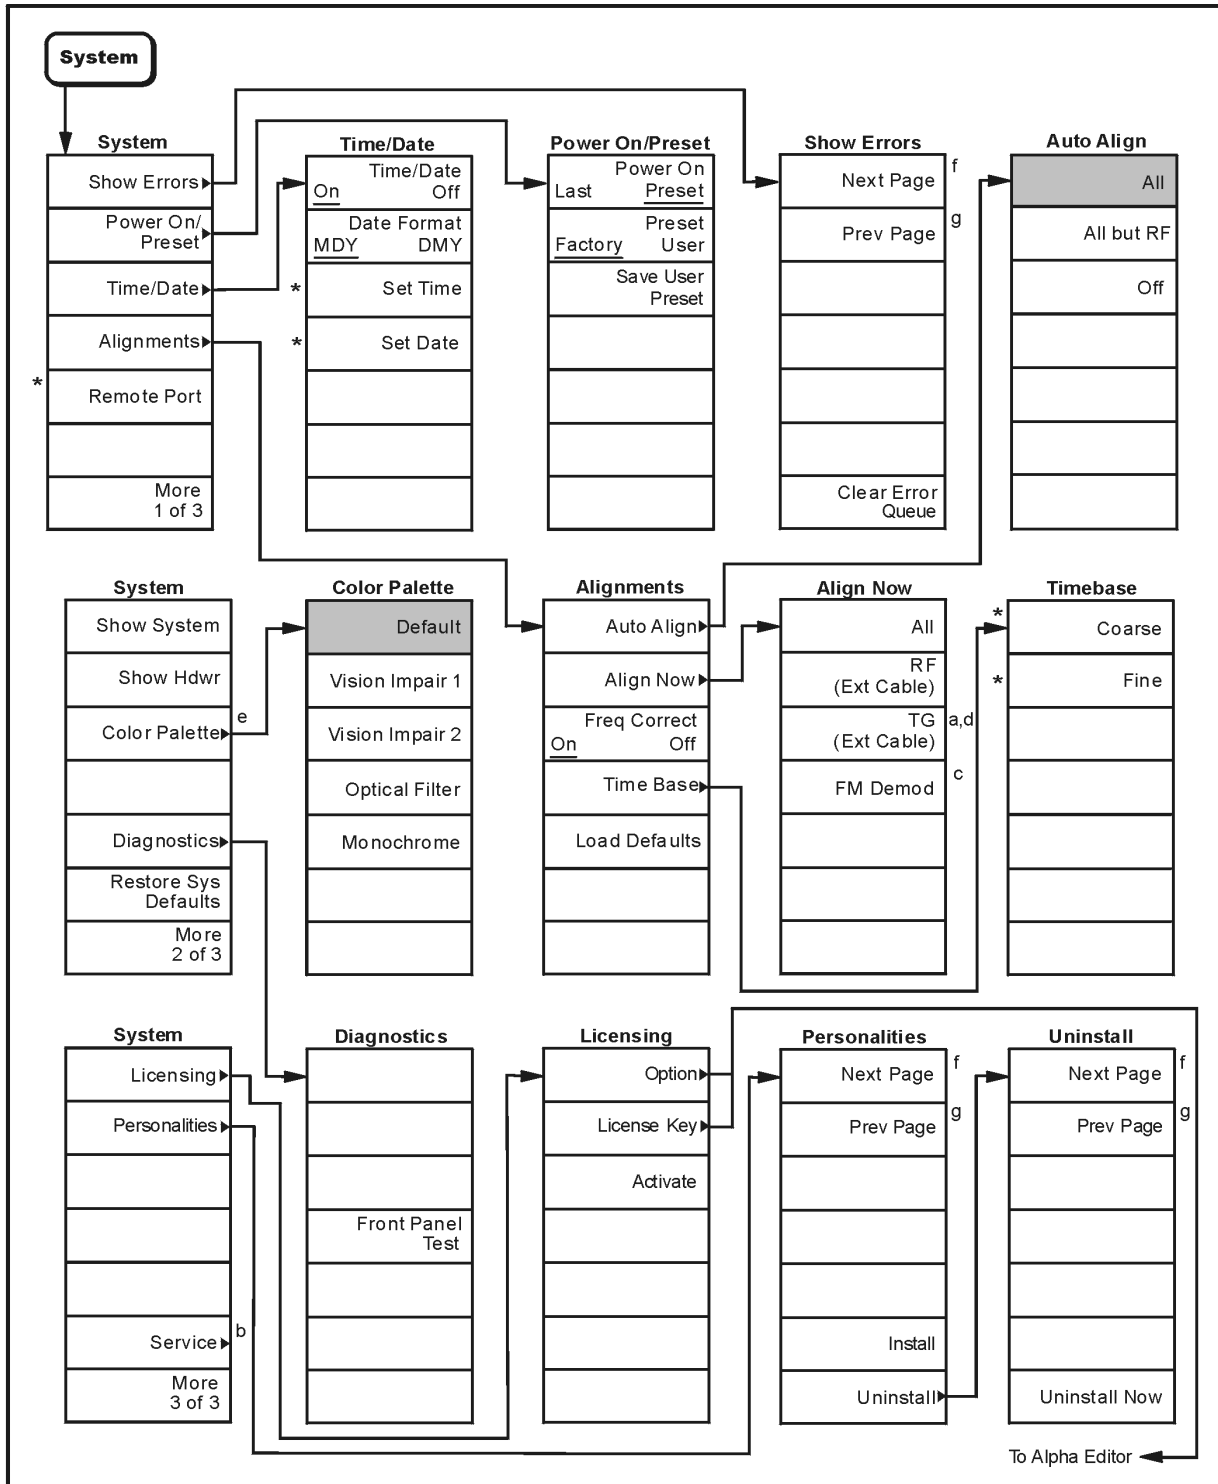 System
System
Show Errors
Power On/
Preset
Time/Date
Alignments
*
Remote Port
More
1 of 3
Time/Date
Time/Date
On Off
Date Format
MDY DMY
* Set Time
* Set Date
Power On/Preset
Power On
Last Preset
Preset
Factory User
Save User
Preset
Show Errors
Next Page f
Prev Page g
Clear Error
Queue
Auto Align
All
All but RF
Off
System
Show System
Show Hdwr
Color Palette e
Diagnostics
Restore Sys
Defaults
More
2 of 3
Color Palette
Default
Vision Impair 1
Vision Impair 2
Optical Filter
Monochrome
Alignments
Auto Align
Align Now
Freq Correct
On Off
Time Base
Load Defaults
Align Now
All
RF
(Ext Cable)
TG a,d
(Ext Cable)
FM Demod c
Timebase
* Coarse
* Fine
System
Licensing
Personalities
Service b
More
3 of 3
Diagnostics
Front Panel
Test
Licensing
Option
License Key
Activate
Personalities
Next Page f
Prev Page g
Install
Uninstall
Uninstall
Next Page f
Prev Page g
Uninstall Now
To Alpha Editor